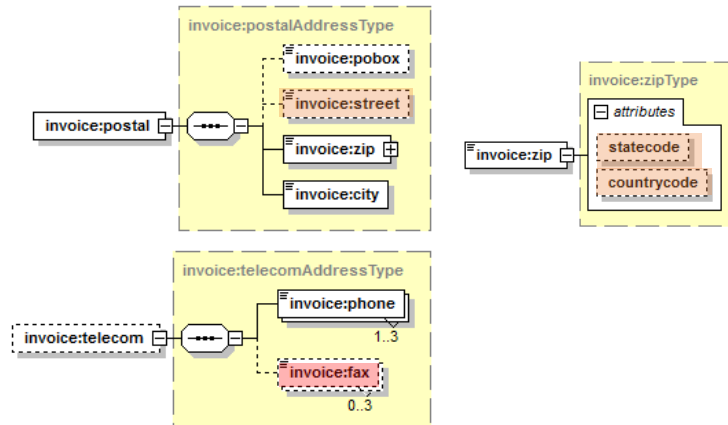 invoice:postalAddressType
invoice:pobox
invoice:street
invoice:postal
invoice:zip
invoice:city
invoice:zipType
attributes
statecode
invoice:zip
countrycode
invoice:telecomAddressType
invoice:phone
1..3
invoice:telecom
invoice:fax
0..3